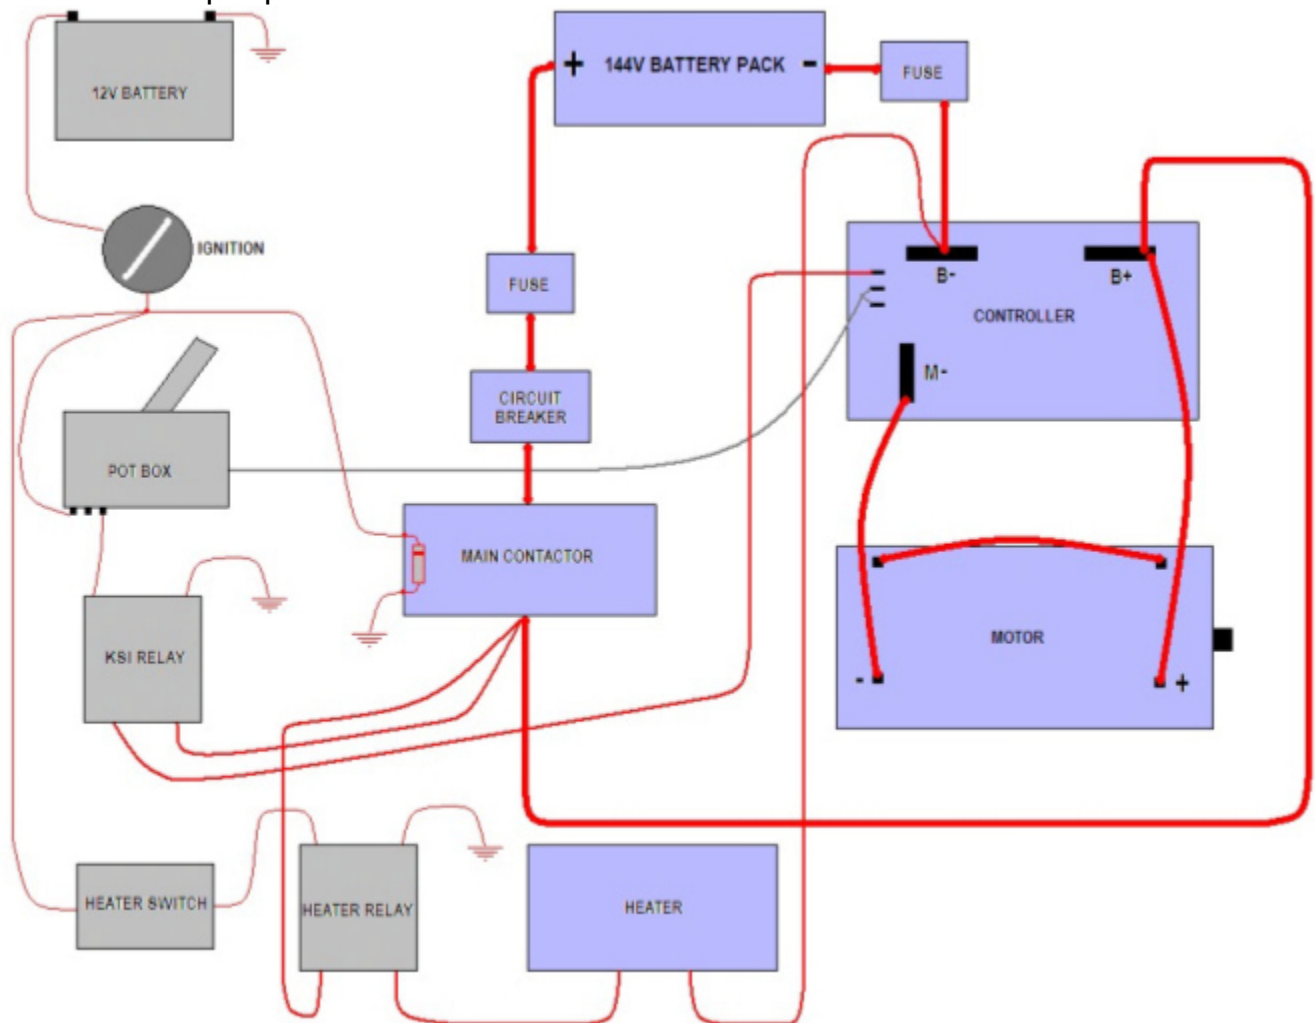 12V BATTERY
+ 144V BATTERY PACK -
FUSE
IGNITION
FUSE
B-
B+
CONTROLLER
M-
CIRCUIT
BREAKER
POT BOX
MAIN CONTACTOR
KSI RELAY
MOTOR
- +
HEATER SWITCH
HEATER RELAY
HEATER